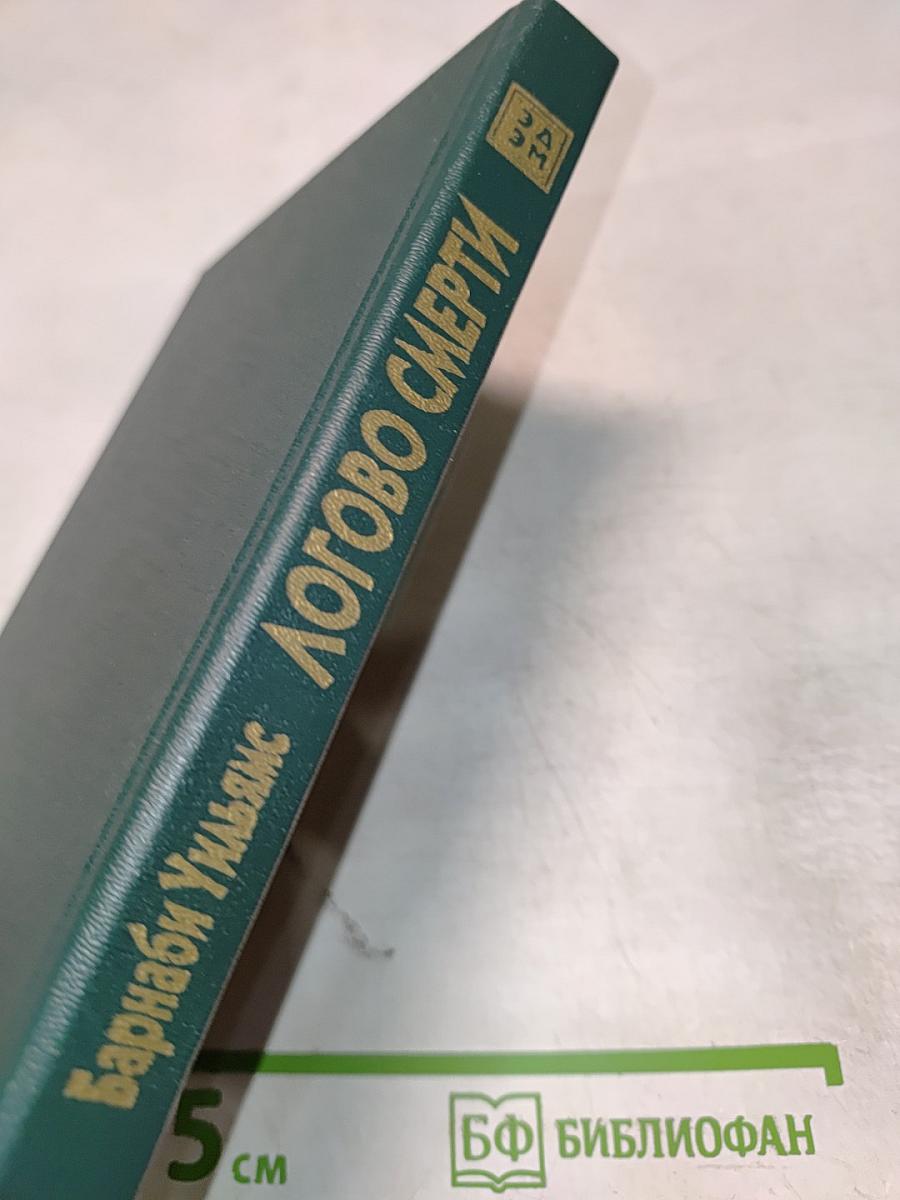 Барнаби Уильямс
ЛОГОВО СМЕРТИ
ЭД
ЭМ
5 см
БФ БИБЛИОФАН